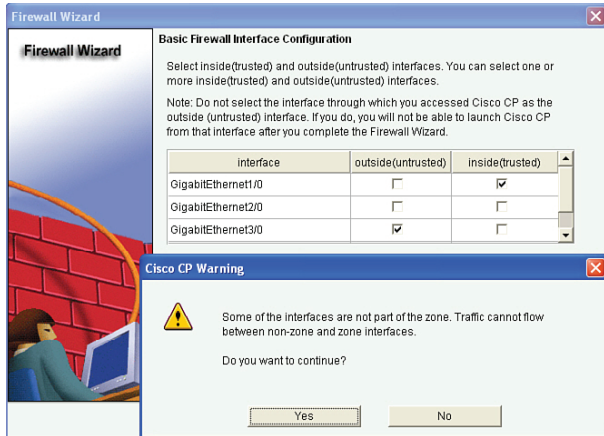 Firewall Wizard
Firewall Wizard
Basic Firewall Interface Configuration
Select inside(trusted) and outside(untrusted) interfaces. You can select one or
more inside(trusted) and outside(untrusted) interfaces.
Note: Do not select the interface through which you accessed Cisco CP as the
outside (untrusted) interface. If you do, you will not be able to launch Cisco CP
from that interface after you complete the Firewall Wizard.
interface outside(untrusted) inside(trusted)
GigabitEthernet1/0
GigabitEthernet2/0
GigabitEthernet3/0
Cisco CP Warning
Some of the interfaces are not part of the zone. Traffic cannot flow
between non-zone and zone interfaces.
Do you want to continue?
Yes No